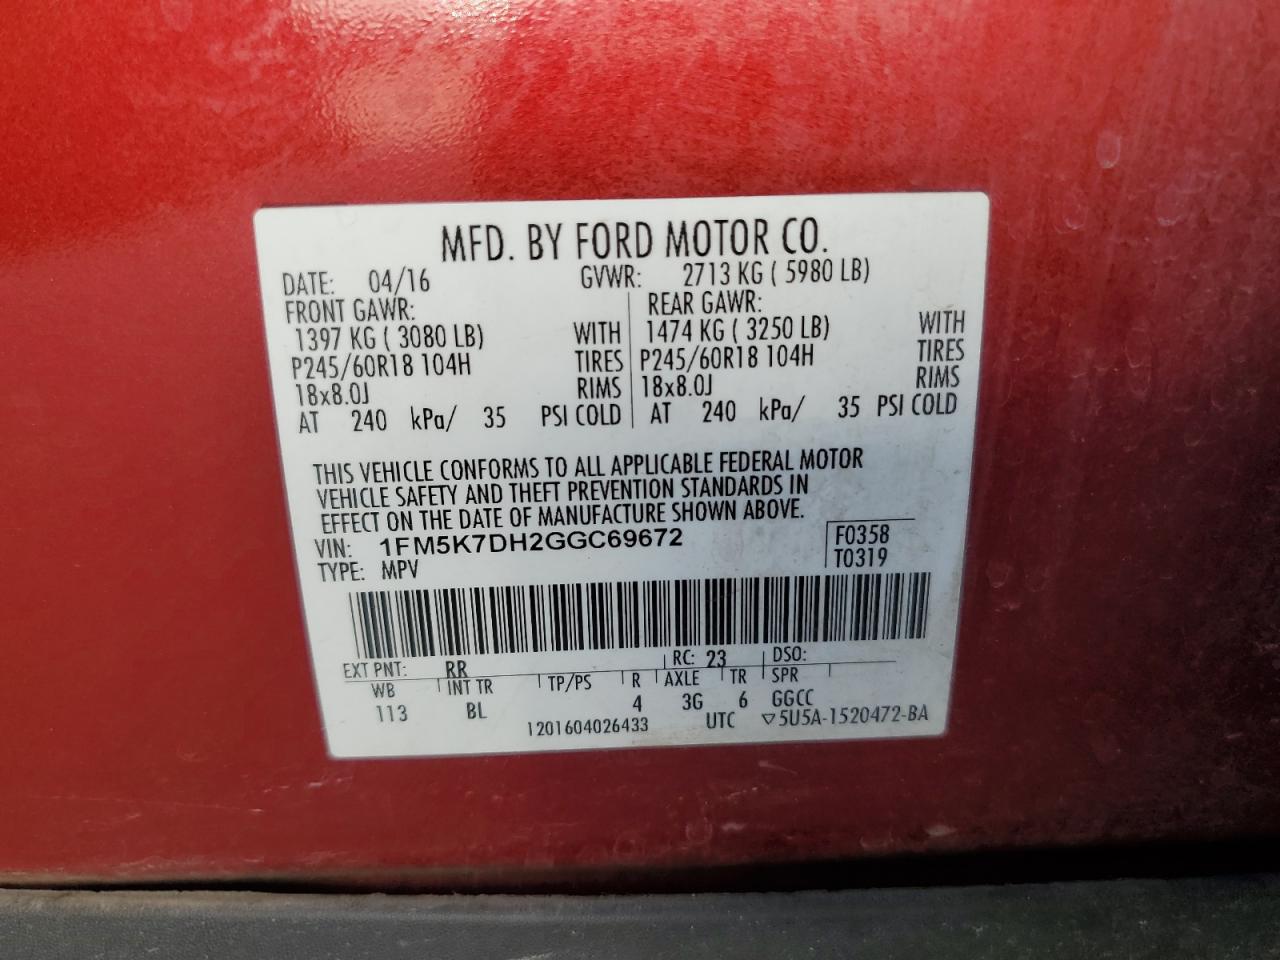 MFD. BY FORD MOTOR CO.
DATE: 04/16 GVWR: 2713 KG ( 5980 LB)
FRONT GAWR: REAR GAWR:
1397 KG ( 3080 LB) WITH 1474 KG ( 3250 LB) WITH
P245/60R18 104H TIRES P245/60R18 104H TIRES
18x8.0J RIMS 18x8.0J RIMS
AT 240 kPa/ 35 PSI COLD AT 240 kPa/ 35 PSI COLD
THIS VEHICLE CONFORMS TO ALL APPLICABLE FEDERAL MOTOR
VEHICLE SAFETY AND THEFT PREVENTION STANDARDS IN
EFFECT ON THE DATE OF MANUFACTURE SHOWN ABOVE.
VIN: 1FM5K7DH2GGC69672 F0358
TYPE: MPV T0319
EXT PNT: RR RC: 23 DSO:
WB INT TR TP/PS R AXLE TR SPR
113 BL 4 3G 6 GGCC
1201604026433 UTC ▽5U5A-1520472-BA